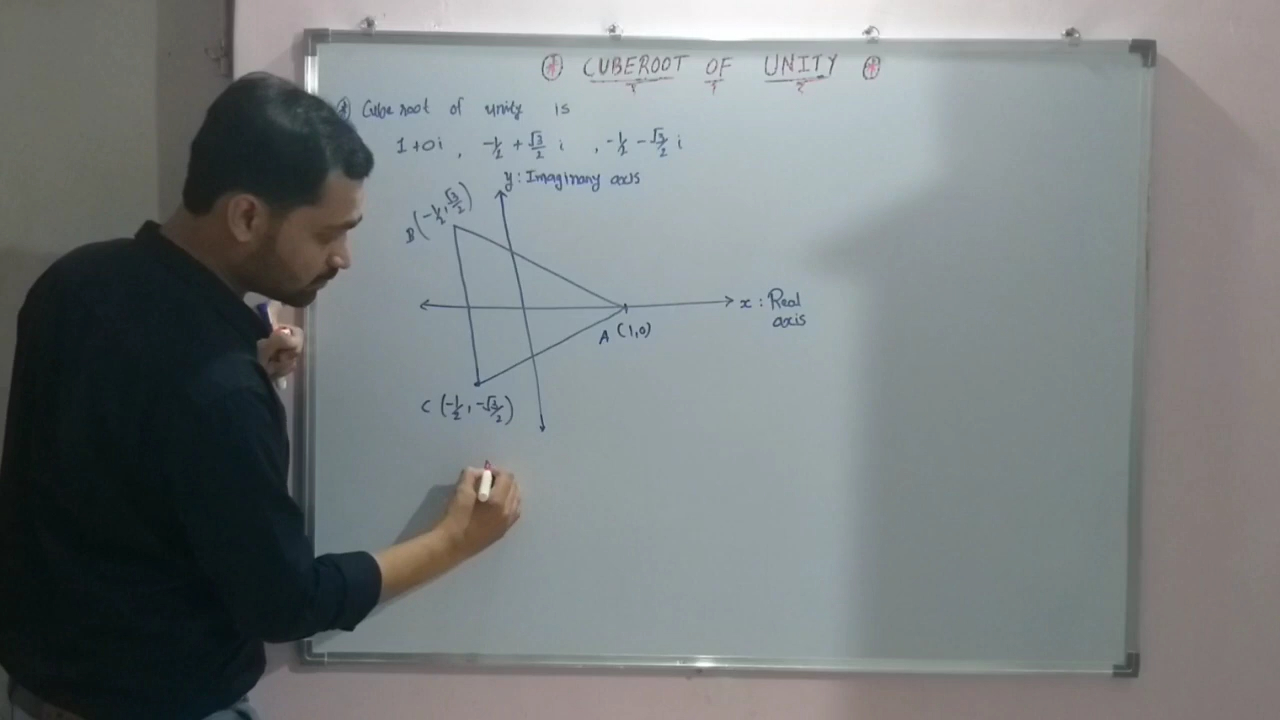 * CUBEROOT OF UNITY *
* Cube root of unity is
1+0i , -1/2 + √3/2 i , -1/2 - √3/2 i
y : Imaginary axis
B (-1/2, √3/2)
x : Real
axis
A (1,0)
C (-1/2, -√3/2)